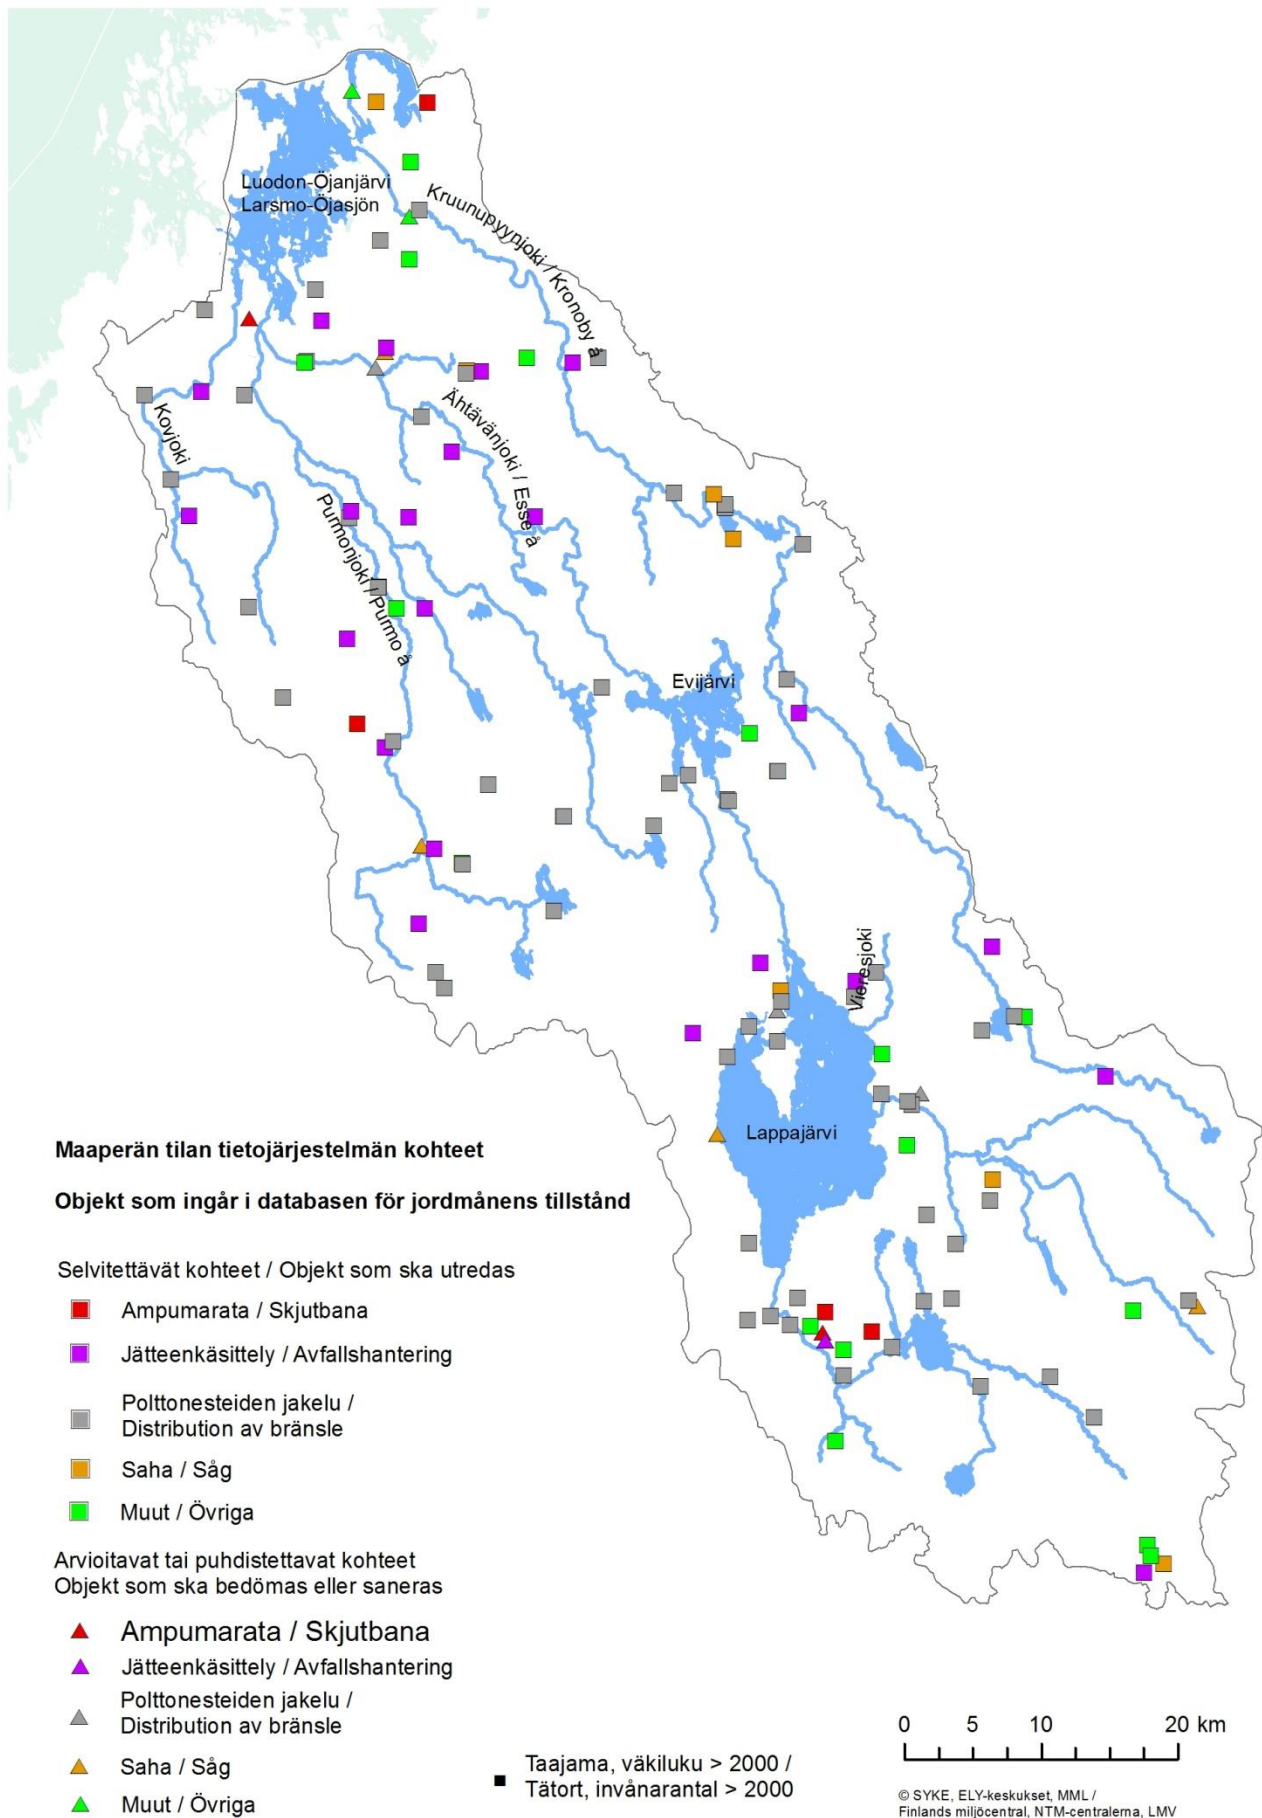 Luodon-Öjanjärvi
Larsmo-Öjasjön
Kruunupyynjoki / Kronoby å
Kovjoki
Ähtävänjoki / Esse å
Purmonjoki / Purmo å
Evijärvi
Vieresjoki
Lappajärvi
Maaperän tilan tietojärjestelmän kohteet
Objekt som ingår i databasen för jordmånens tillstånd
Selvitettävät kohteet / Objekt som ska utredas
Ampumarata / Skjutbana
Jätteenkäsittely / Avfallshantering
Polttonesteiden jakelu /
Distribution av bränsle
Saha / Såg
Muut / Övriga
Arvioitavat tai puhdistettavat kohteet
Objekt som ska bedömas eller saneras
Ampumarata / Skjutbana
Jätteenkäsittely / Avfallshantering
Polttonesteiden jakelu /
Distribution av bränsle
Saha / Såg
Muut / Övriga
Taajama, väkiluku > 2000 /
Tätort, invånarantal > 2000
0 5 10 20 km
© SYKE, ELY-keskukset, MML /
Finlands miljöcentral, NTM-centralerna, LMV